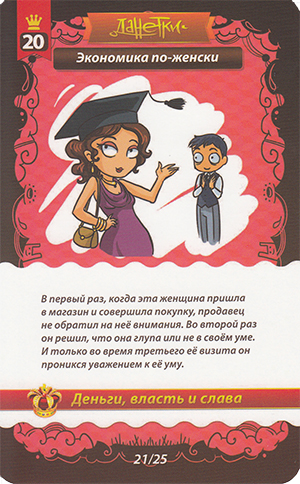 ДАНЕТКИ
20
Экономика по-женски
В первый раз, когда эта женщина пришла
в магазин и совершила покупку, продавец
не обратил на неё внимания. Во второй раз
он решил, что она глупа или не в своём уме.
И только во время третьего её визита он
проникся уважением к её уму.
Деньги, власть и слава
21/25